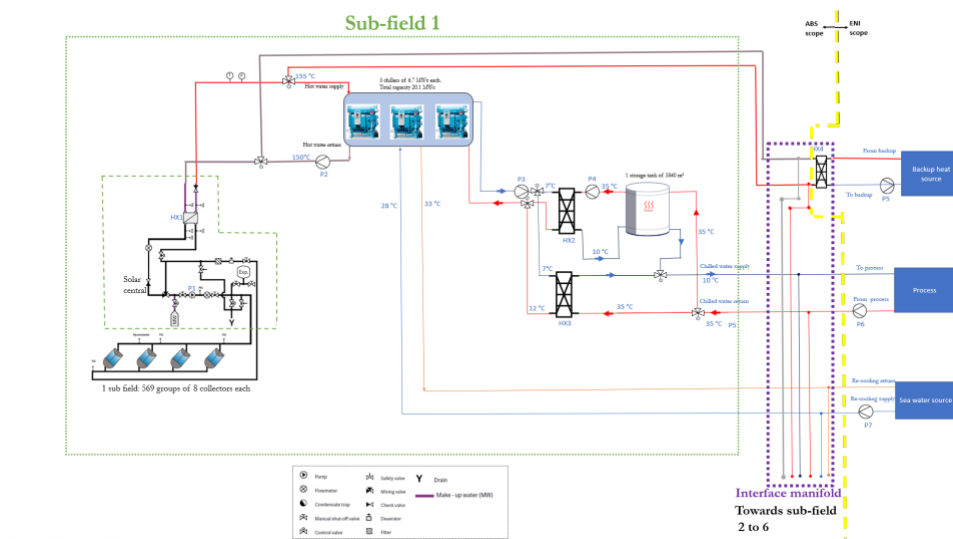 Sub-field 1
ABS
scope
ENI
scope
T
P
155 °C
Hot water supply
3 chillers of 6.7 MWc each.
Total capacity 20.1 MWc
Hot water return
150°C
P2
28 °C
33 °C
P3
7°C
P4
35 °C
1 storage tank of 3840 m³
HX2
10 °C
35 °C
7°C
Chilled water supply
10 °C
12 °C
35 °C
HX3
Chilled water return
35 °C
P5
HX1
Solar
central
P1
Exp.
MW
1 sub field: 569 groups of 8 collectors each
HX4
From backup
To backup
P5
Backup heat
source
To process
From process
P6
Process
Re-cooling return
Re-cooling supply
P7
Sea water source
Interface manifold
Towards sub-field
2 to 6
Pump
Flowmeter
Condensate trap
Manual shut-off valve
Control valve
Safety valve
Mixing valve
Check valve
Deaerator
Filter
Drain
Make - up water (MW)